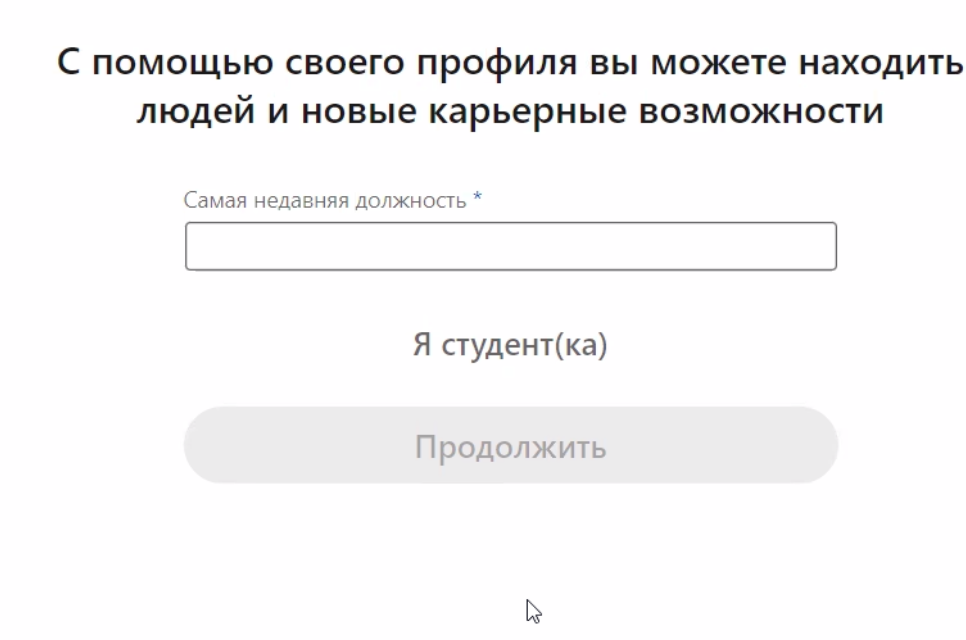 С помощью своего профиля вы можете находить
людей и новые карьерные возможности
Самая недавняя должность *
Я студент(ка)
Продолжить